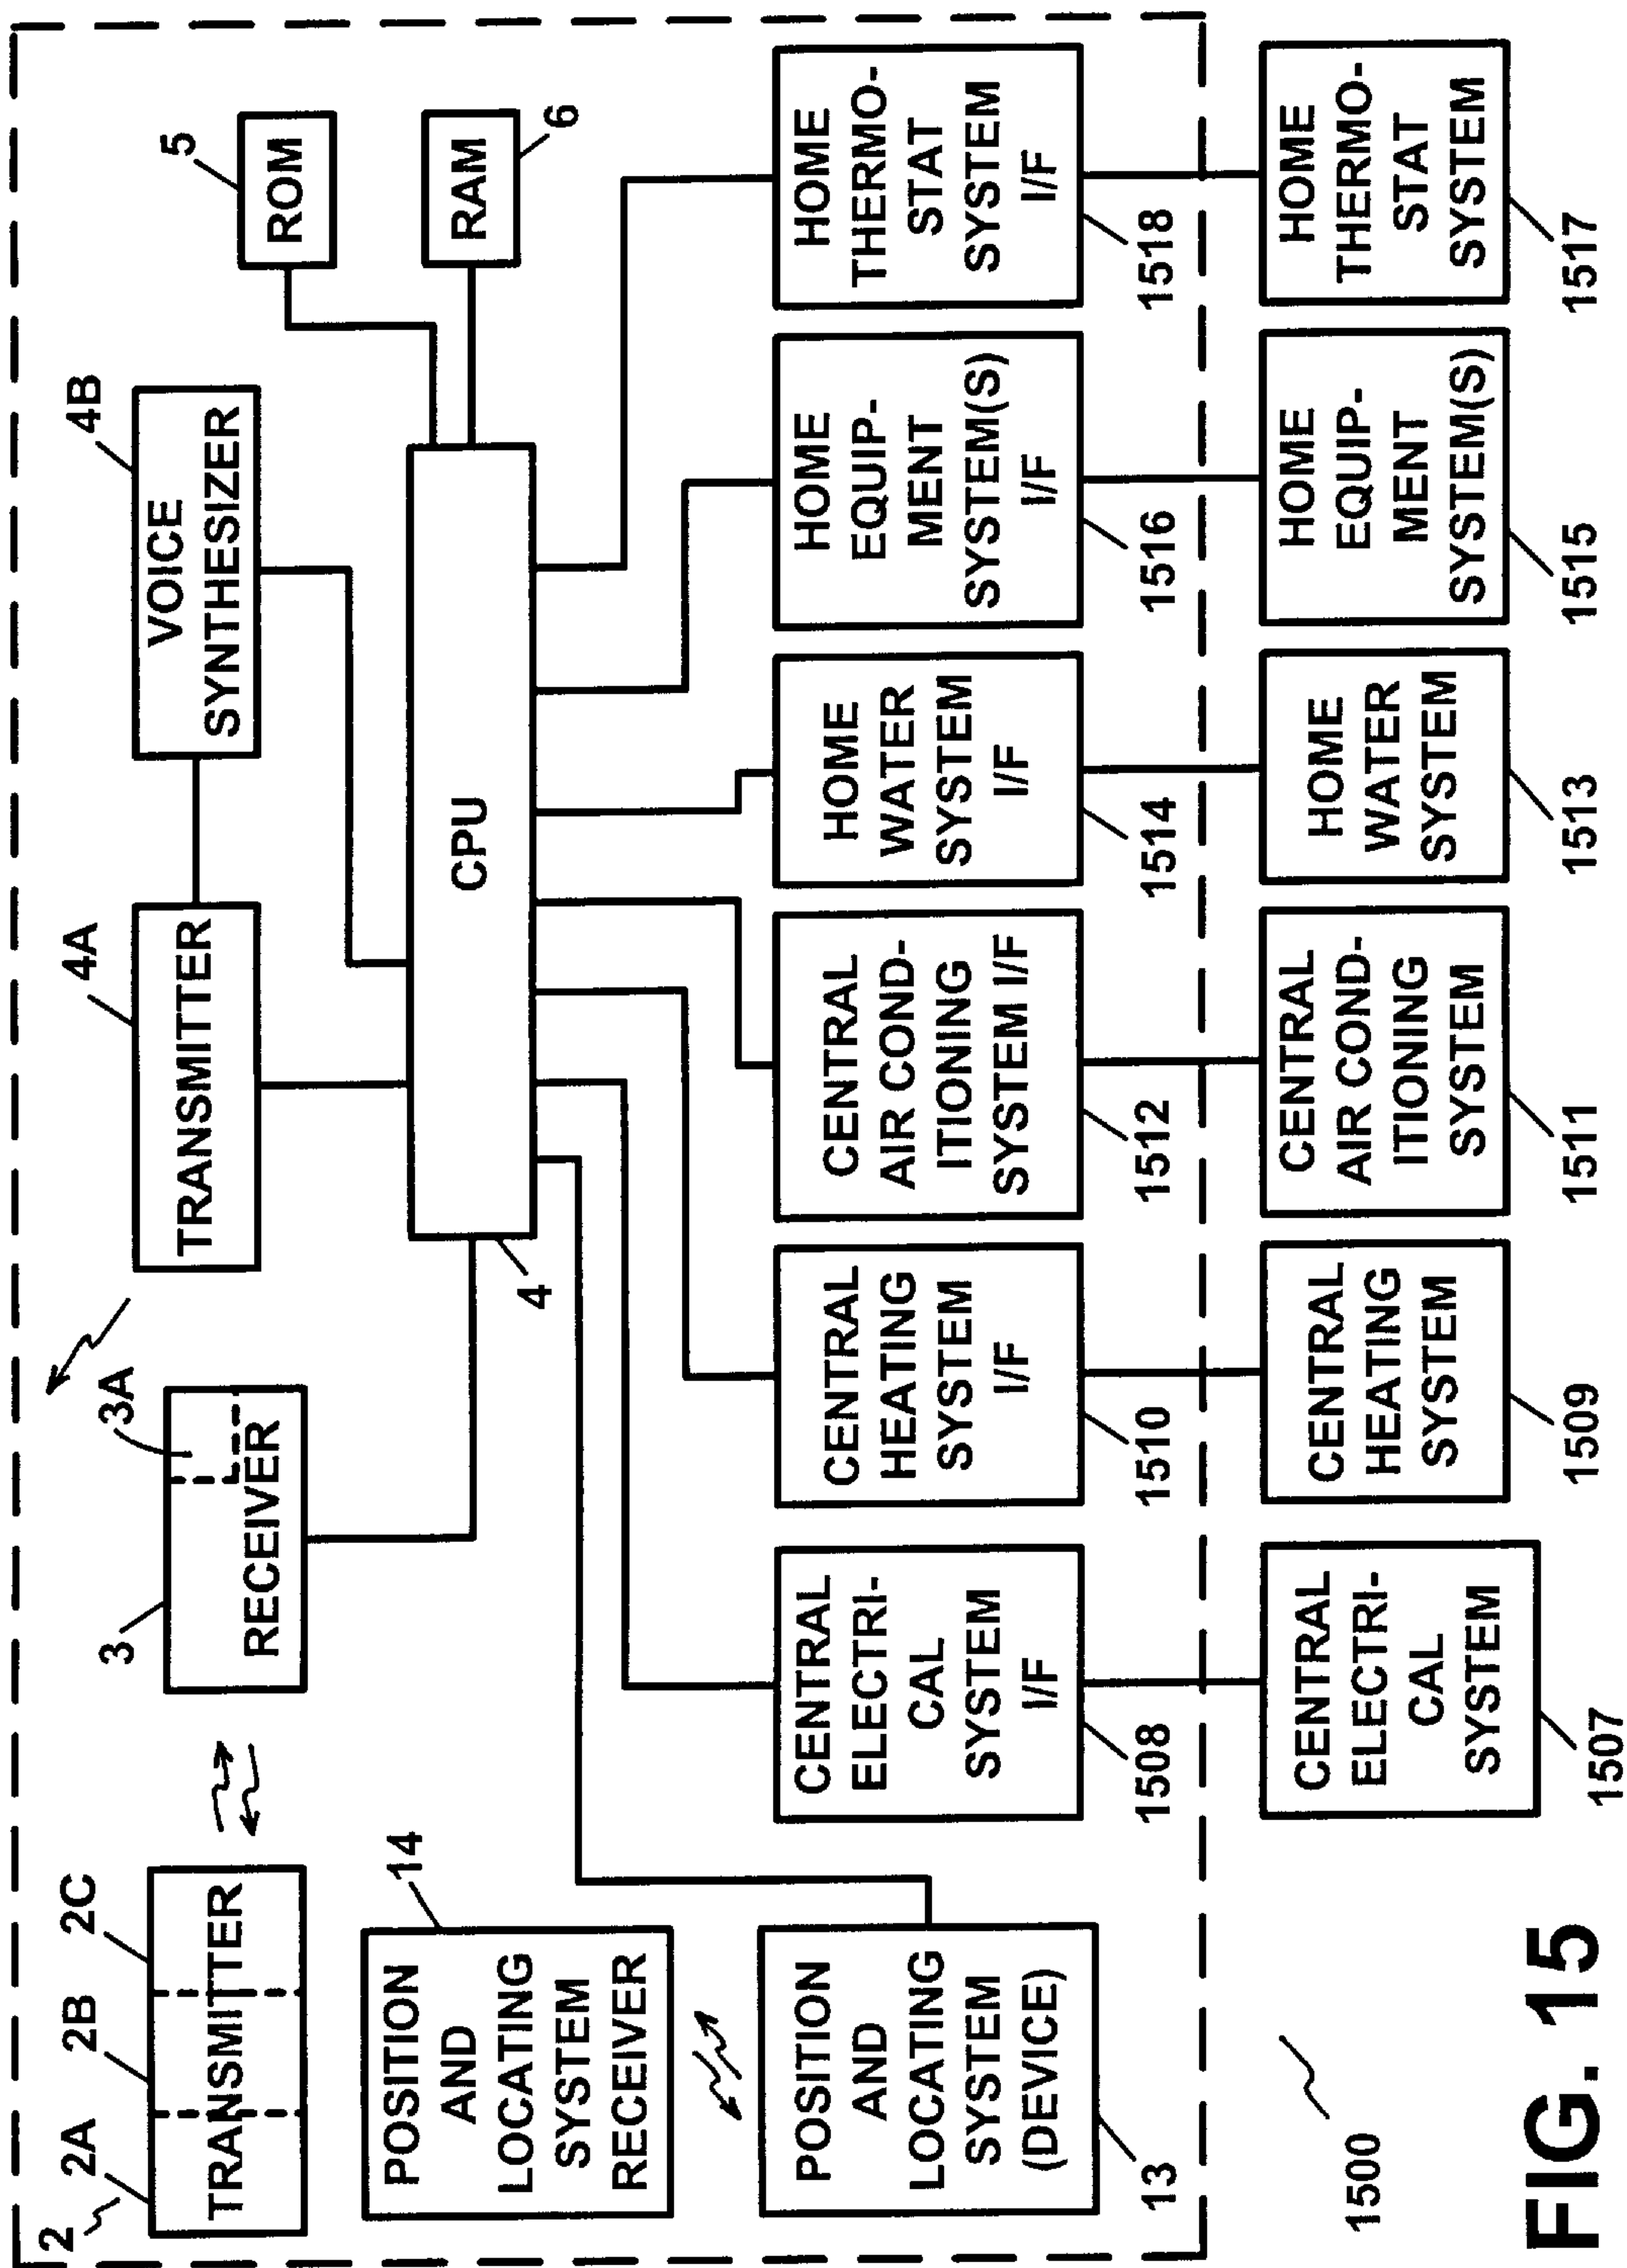 2
2A
2B
2C
TRANSMITTER
3
3A
RECEIVER
4A
TRANSMITTER
4B
VOICE
SYNTHESIZER
5
ROM
RAM
6
CPU
4
14
POSITION
AND
LOCATING
SYSTEM
RECEIVER
POSITION
AND
LOCATING
SYSTEM
(DEVICE)
13
CENTRAL
ELECTRI-
CAL
SYSTEM
I/F
1508
CENTRAL
HEATING
SYSTEM
I/F
1510
CENTRAL
AIR COND-
ITIONING
SYSTEM I/F
1512
HOME
WATER
SYSTEM
I/F
1514
HOME
EQUIP-
MENT
SYSTEM(S)
I/F
1516
HOME
THERMO-
STAT
SYSTEM
I/F
1518
CENTRAL
ELECTRI-
CAL
SYSTEM
1507
CENTRAL
HEATING
SYSTEM
1509
CENTRAL
AIR COND-
ITIONING
SYSTEM
1511
HOME
WATER
SYSTEM
1513
HOME
EQUIP-
MENT
SYSTEM(S)
1515
HOME
THERMO-
STAT
SYSTEM
1517
1500
FIG. 15